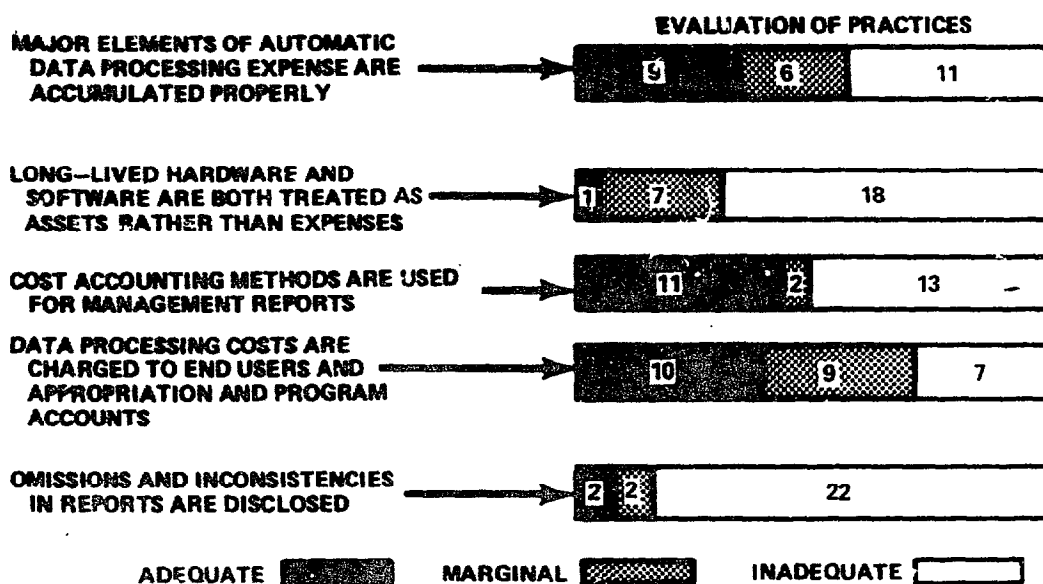 EVALUATION OF PRACTICES
MAJOR ELEMENTS OF AUTOMATIC
DATA PROCESSING EXPENSE ARE
ACCUMULATED PROPERLY
9 6 11
LONG-LIVED HARDWARE AND
SOFTWARE ARE BOTH TREATED AS
ASSETS RATHER THAN EXPENSES
1 7 18
COST ACCOUNTING METHODS ARE USED
FOR MANAGEMENT REPORTS
11 2 13
DATA PROCESSING COSTS ARE
CHARGED TO END USERS AND
APPROPRIATION AND PROGRAM
ACCOUNTS
10 9 7
OMISSIONS AND INCONSISTENCIES
IN REPORTS ARE DISCLOSED
2 2 22
ADEQUATE MARGINAL INADEQUATE